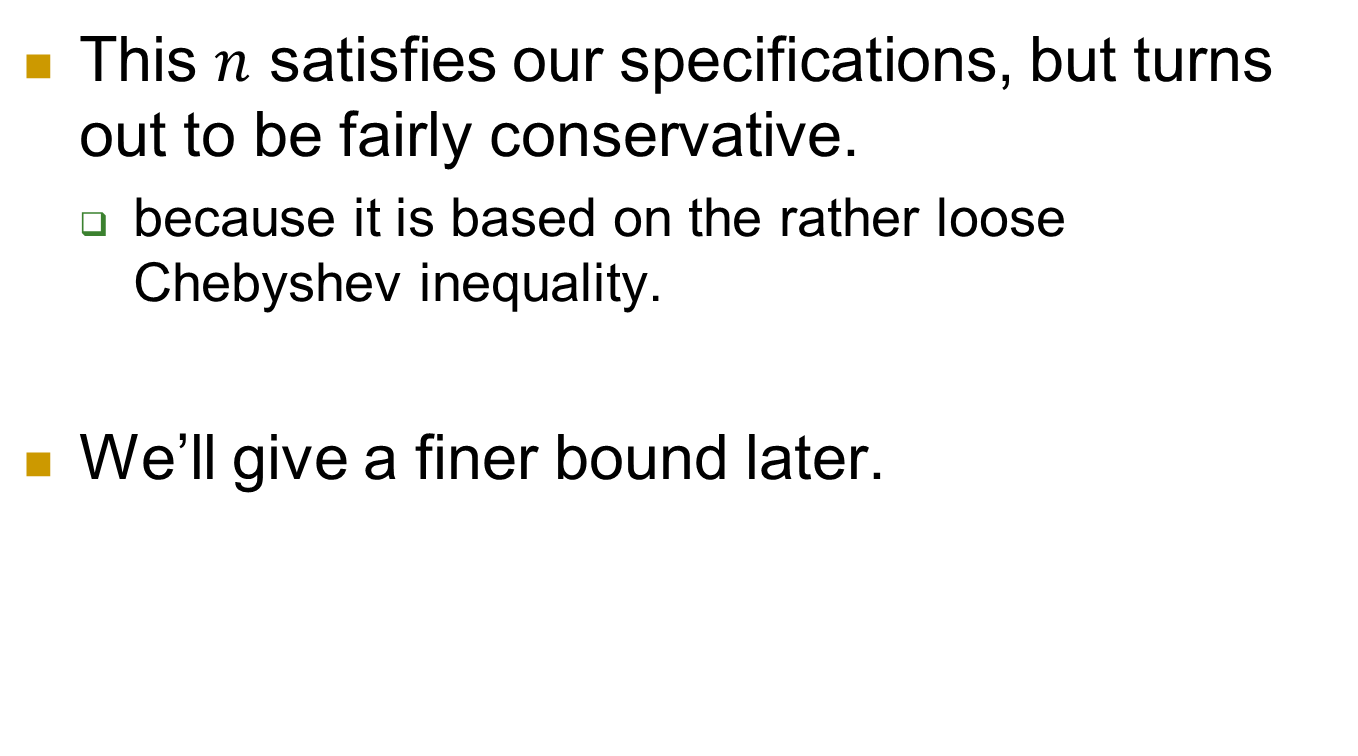 This 𝑛 satisfies our specifications, but turns
out to be fairly conservative.
because it is based on the rather loose
Chebyshev inequality.
We’ll give a finer bound later.